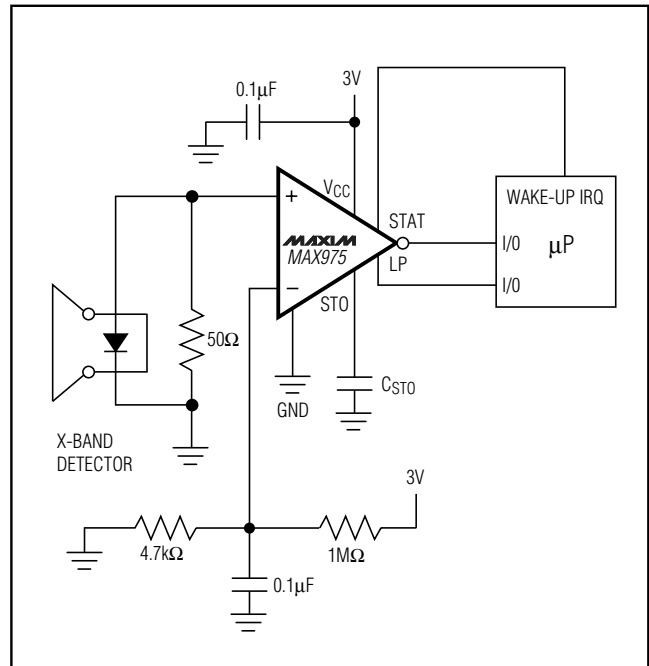 3V
0.1μF
VCC
+
STAT
WAKE-UP IRQ
MAXIM
MAX975
I/0
μP
LP
−
I/0
STO
50Ω
CSTO
GND
X-BAND
DETECTOR
3V
4.7kΩ
1MΩ
0.1μF